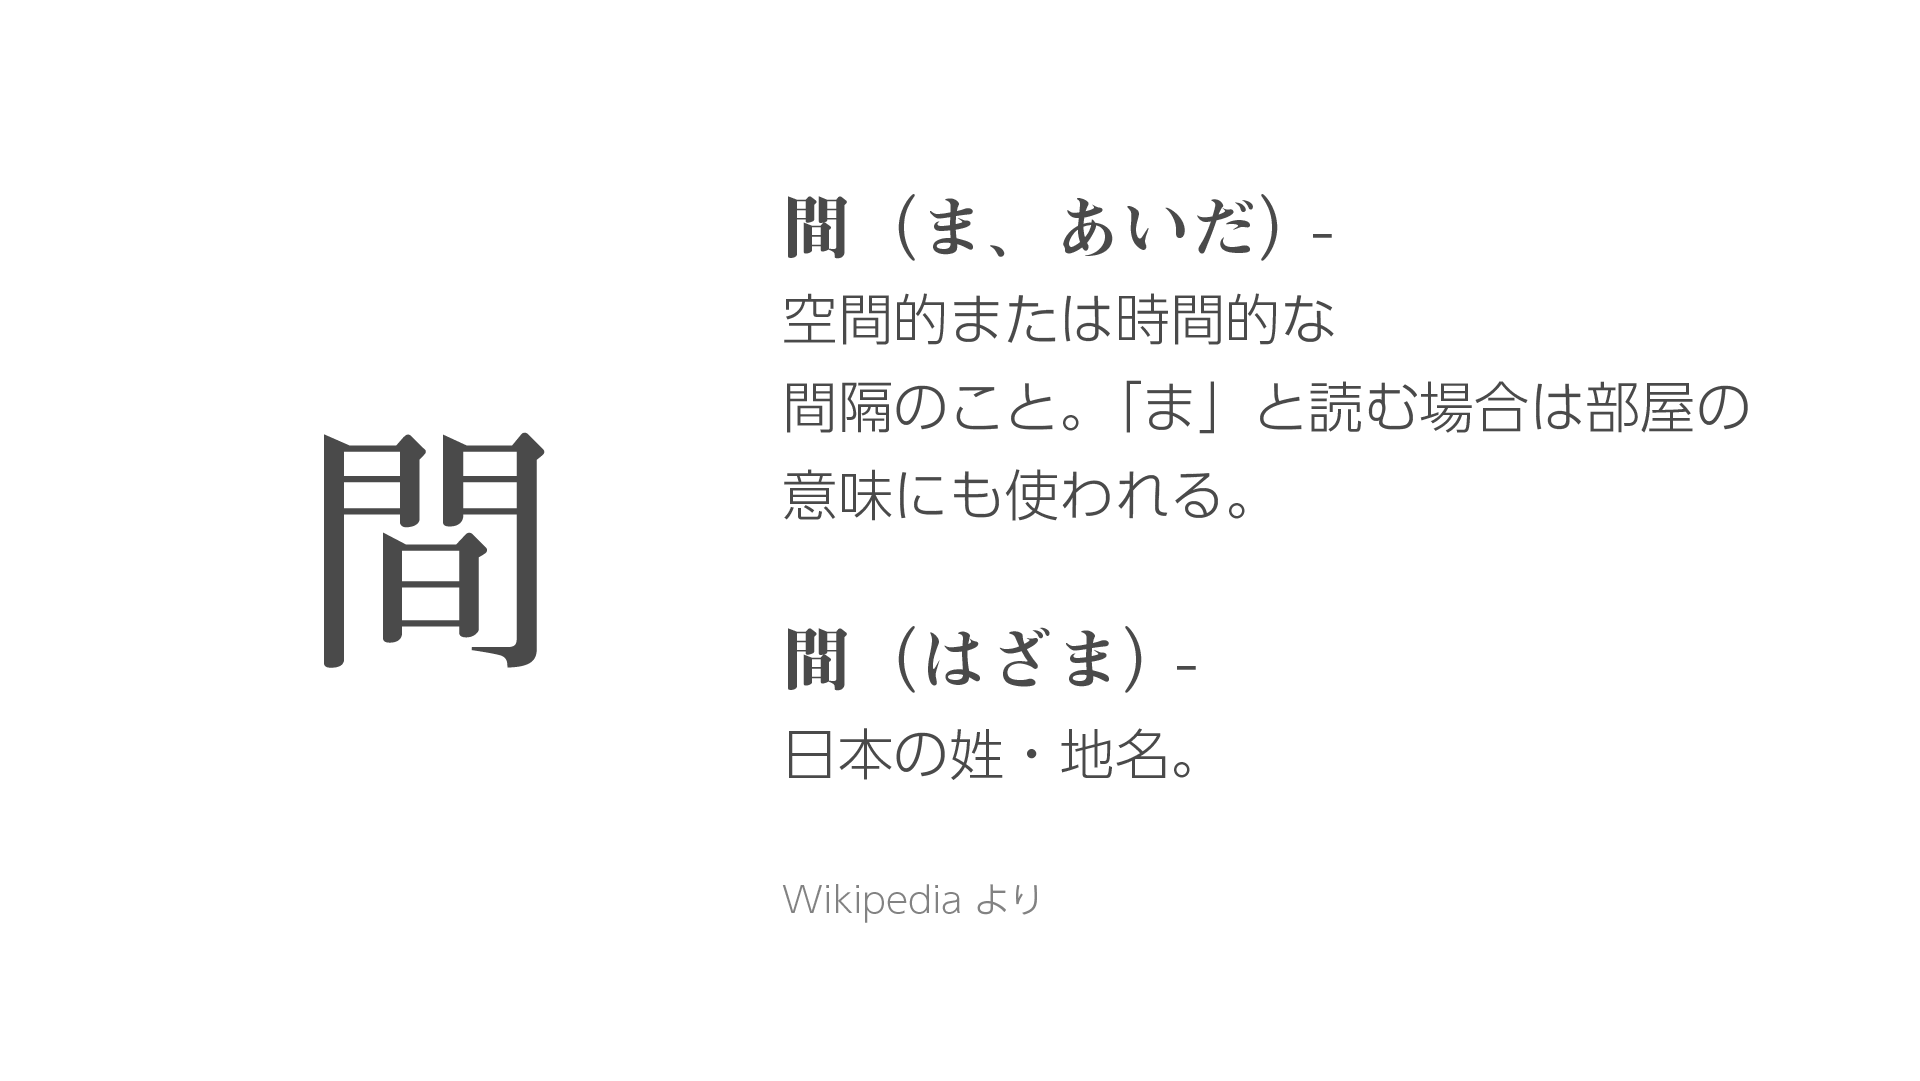 間
間（ま、あいだ）-
空間的または時間的な
間隔のこと。「ま」と読む場合は部屋の
意味にも使われる。
間（はざま）-
日本の姓・地名。
Wikipedia より